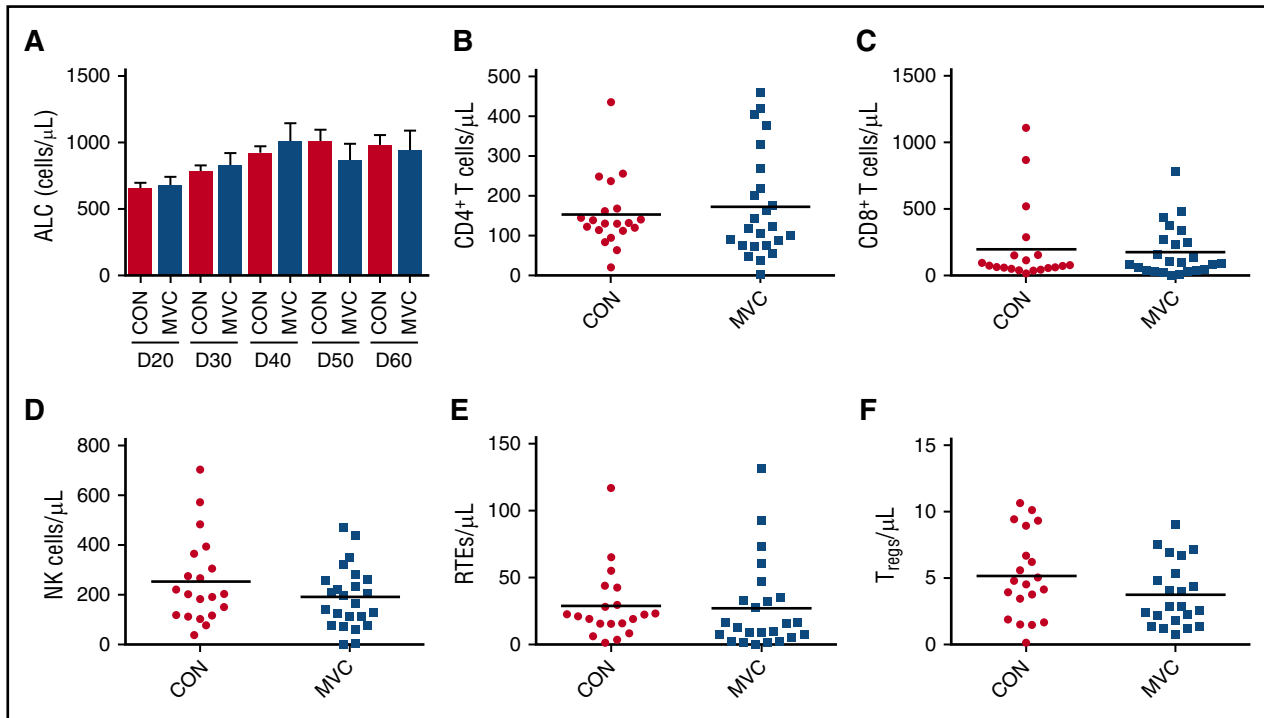 A
ALC (cells/μL)
1500
1000
500
0
CON MVC CON MVC CON MVC CON MVC CON MVC
D20 D30 D40 D50 D60
B
CD4+ T cells/μL
500
400
300
200
100
0
CON MVC
C
CD8+ T cells/μL
1500
1000
500
0
CON MVC
D
NK cells/μL
800
600
400
200
0
CON MVC
E
RTEs/μL
150
100
50
0
CON MVC
F
Tregs/μL
15
10
5
0
CON MVC